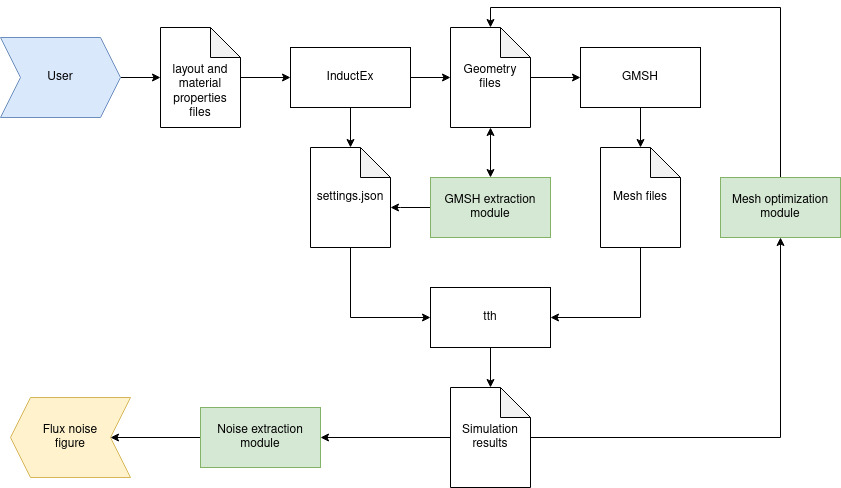 User
layout and
material
properties
files
InductEx
Geometry
files
GMSH
settings.json
GMSH extraction
module
Mesh files
Mesh optimization
module
tth
Flux noise
figure
Noise extraction
module
Simulation
results